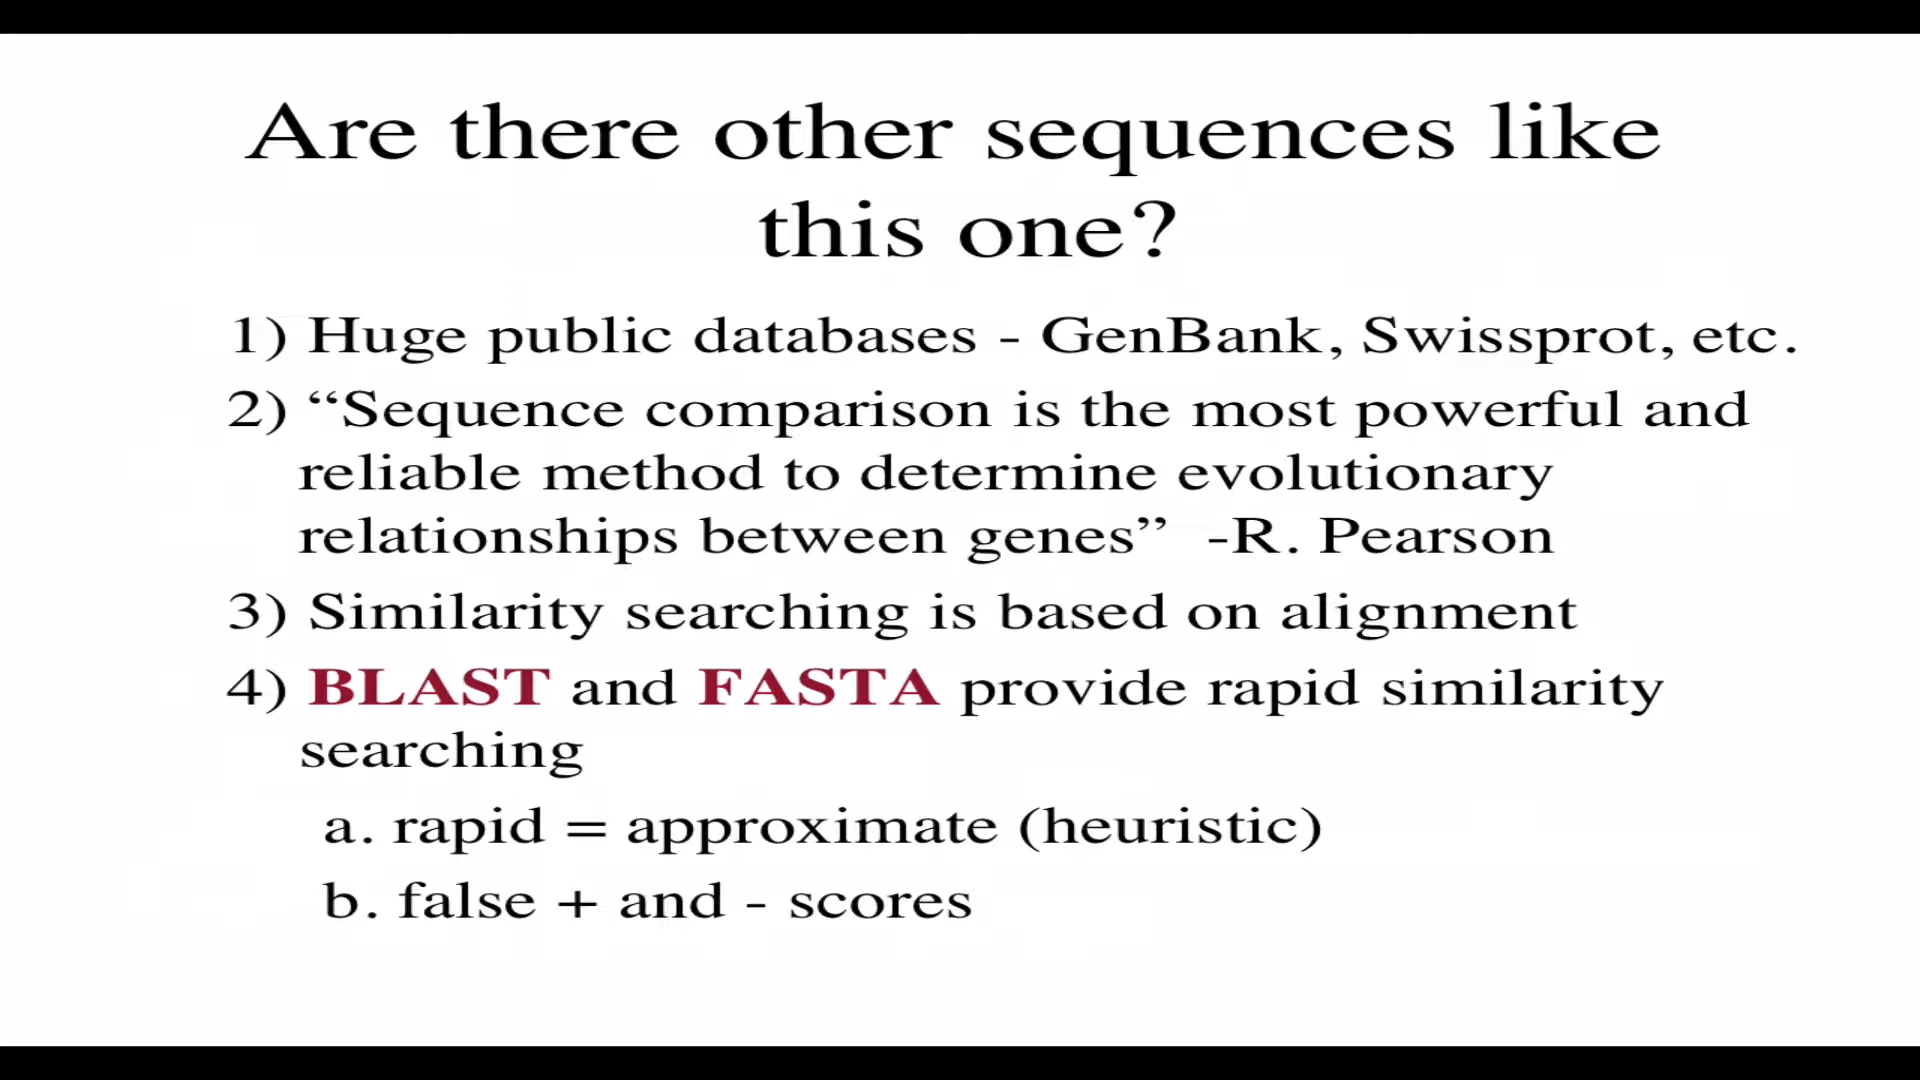 Are there other sequences like
this one?
1) Huge public databases - GenBank, Swissprot, etc.
2) “Sequence comparison is the most powerful and
reliable method to determine evolutionary
relationships between genes” -R. Pearson
3) Similarity searching is based on alignment
4) BLAST and FASTA provide rapid similarity
searching
a. rapid = approximate (heuristic)
b. false + and - scores